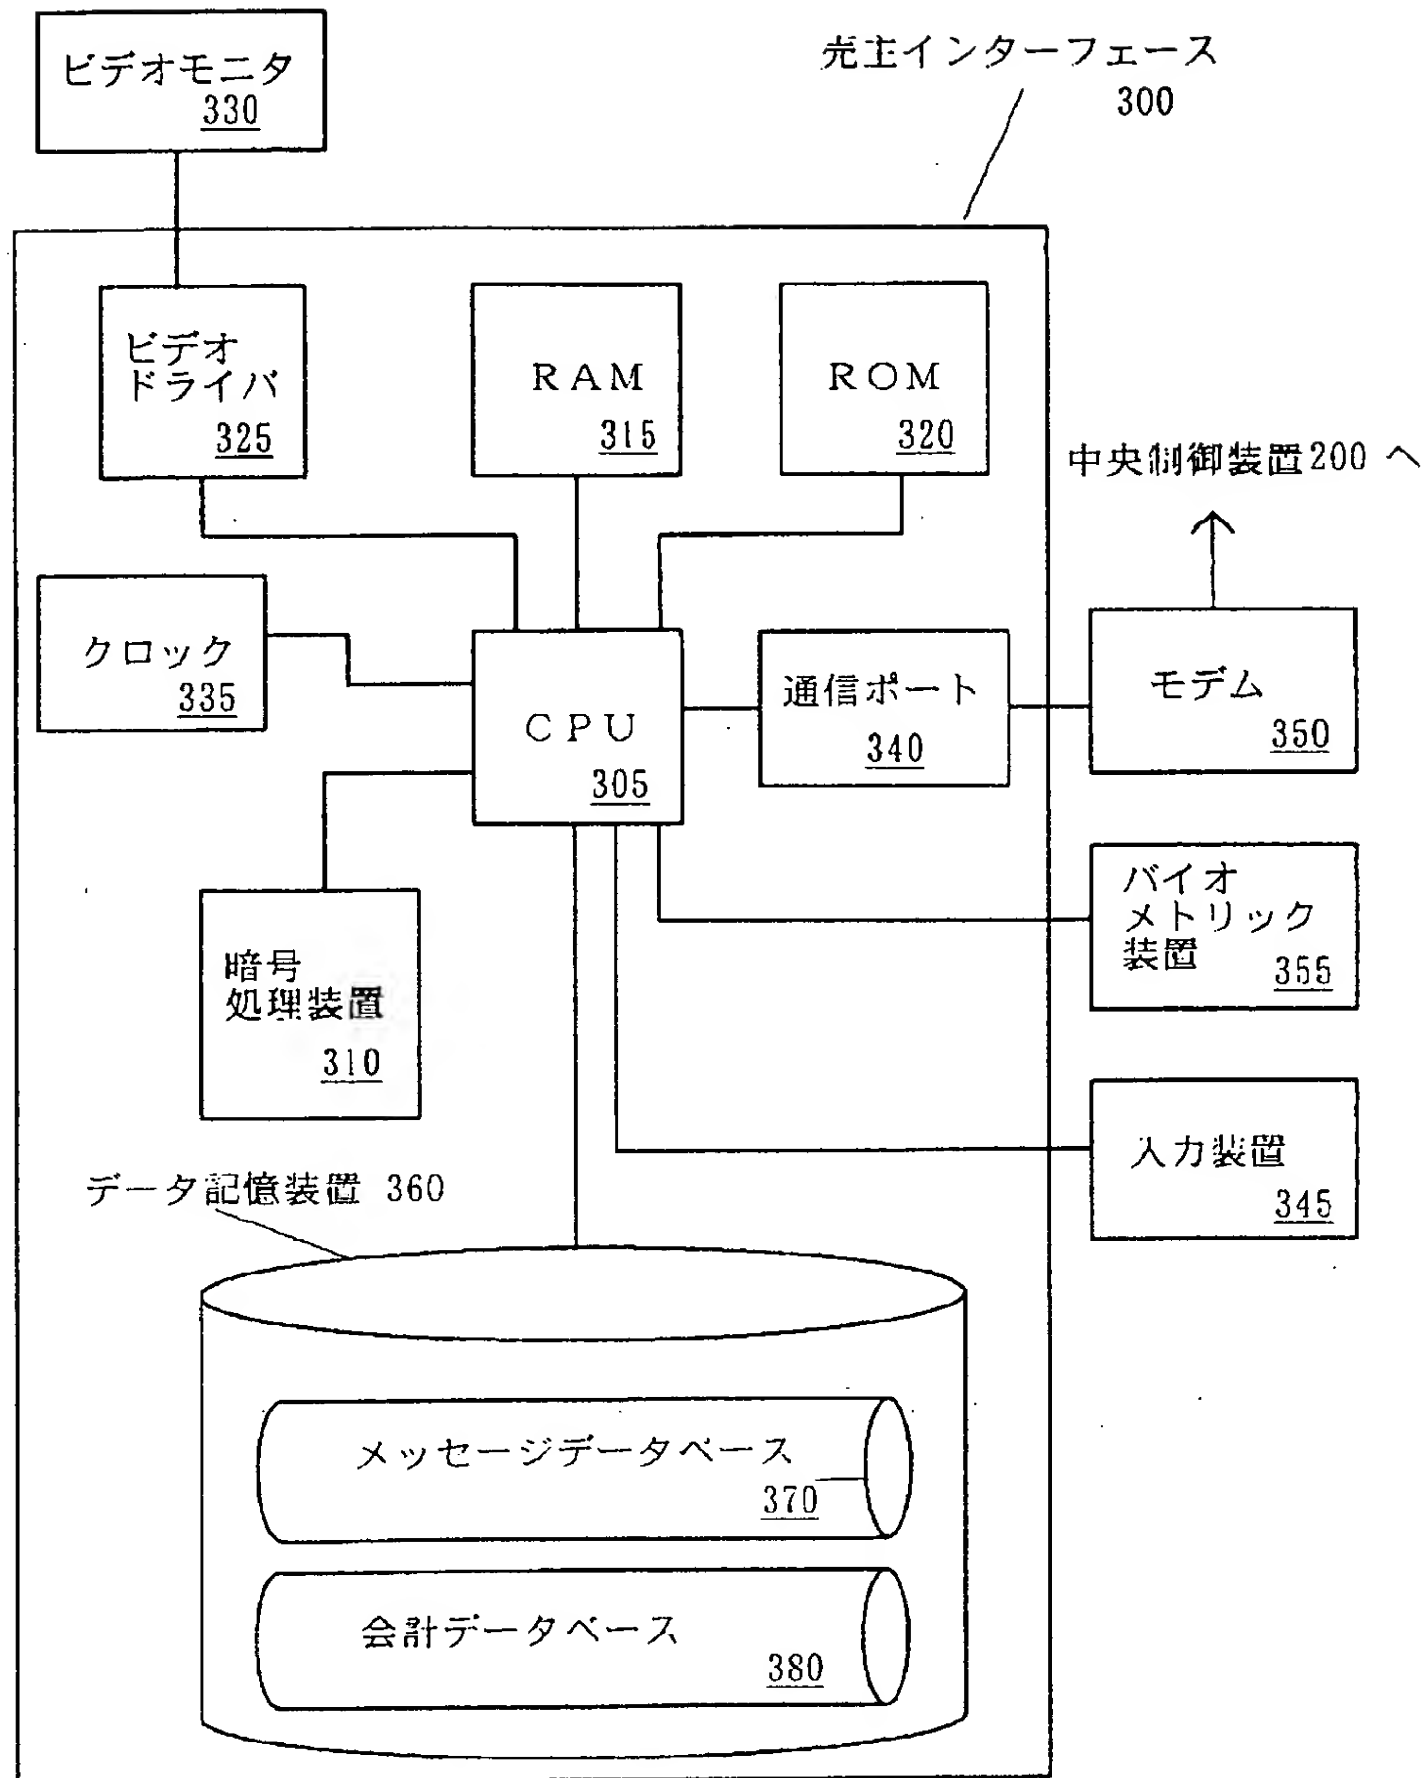 ビデオモニタ
330
売主インターフェース
300
ビデオ
ドライバ
325
RAM
315
ROM
320
中央制御装置200 へ
クロック
335
CPU
305
通信ポート
340
モデム
350
バイオ
メトリック
装置
355
暗号
処理装置
310
入力装置
345
データ記憶装置 360
メッセージデータベース
370
会計データベース
380